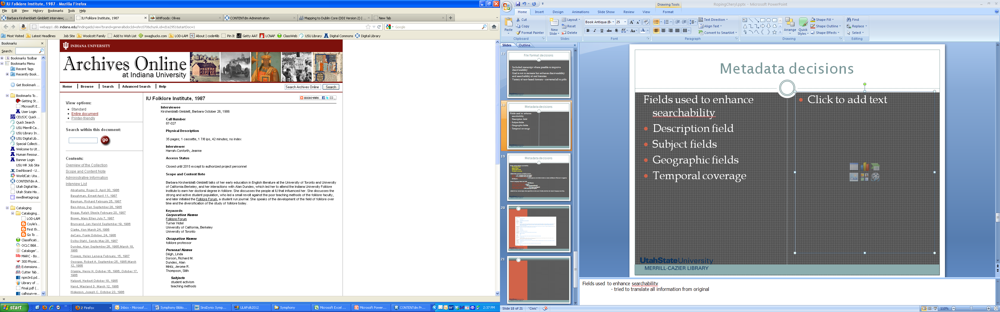 IU Folklore Institute, 1987 - Mozilla Firefox
File Edit View History Bookmarks Tools Help
Barbara Kirshenblatt-Gimblett interview; ... IU Folklore Institute, 1987 WHFoods: Olives CONTENTdm Administration Mapping to Dublin Core (DDI Version 2) | ... New Tab
webapp1.dlib.indiana.edu/findingaids/view?brand=general&docId=ohrc070&chunk.id=d1e2951&startDoc=1
Google
Most Visited Latest Headlines Job Site Woolcott Family Add to Wish List swagbucks.com LOD-LAM About | code4lib Pin It Getty AAT LCNAF ClassWeb USU Library Digital Commons Digital Library
Bookmarks
Search:
Bookmarks Toolbar
Bookmarks Menu
Recent Tags
Recently Book...
Get Bookmark ...
Bookmarks To...
Getting St...
Microsoft E...
User Login
CEUSJC Quick ...
Quick Search
USU Merrill-Ca...
USU Library In...
USU Digital Lib...
Special Collecti...
Welcome to Ut...
Human Resour...
Banner Login
USU HR Job Site
Dashboard - U...
WorldCat: Uta...
CONTENTdm A...
Utah Digital Ne...
Utah State His...
mwdlmetagroup
Cataloging
Cataloging...
LOD-LAM
Coyle's...
First th...
Go To ...
Classificati...
OCLC Bibli...
Cataloger'...
MARC - Bo...
300 Physic...
Extensions...
Cutter Tab...
npm3rd.pd...
Library of ...
Final.pdf (...
calhoun-re...
INDIANA UNIVERSITY
Archives Online
at Indiana University
Home Browse Search Advanced Search Help
Search Archives Online Search
View options:
Standard
Entire document
Printer-friendly
Search within this document:
go
Contents:
Overview of the Collection
Scope and Content Note
Administrative Information
Interview List
Abrahams, Roger D. April 30, 1986
Baughman, Ernest April 11, 1987
Bauman, Richard February 25, 1987
Ben-Amos, Dan September 28, 1985
Boggs, Ralph Steele February 20, 1987
Brown, Mary Ellen July 7, 1987
Brunvand, Jan Harold September 19, 1986
Clarke, Ken March 24, 1986
deCaro, Frank October, 24, 1986
Dolby-Stahl, Sandy May 28, 1987
Dundes, Alan September 26, 1985;March 18,
1986
Flowers, Helen Leneva February, 15, 1987
Georges, Robert A. September 25, 1985;March
12, 1986
Glassie, Henry H. October 16, 1986; October 17,
1986
Halpert, Herbert October 18, 1985
Hand, Wayland D. March 12, 1986
Hickerson, Joseph C. October 23, 1986
IU Folklore Institute, 1987
BOOKMARK
Interviewee
Kirshenblatt-Gimblett, Barbara October 26, 1986
Call Number
87-027
Physical Description
35 pages; 1 cassette, 1 7/8 ips, 42 minutes; no index
Interviewer
Harrah-Conforth, Jeanne
Access Status
Closed until 2015 except to authorized project personnel
Scope and Content Note
Barbara Kirshenblatt-Gimblett talks of her early education in English literature at the University of Toronto and University
of California-Berkeley, and her interactions with Alan Dundes, which led her to attend the Indiana University Folklore
Institute to earn her doctoral degree in folklore. She discusses the people at IU that influenced her. She discusses the
strong and active student population, who led a small revolt against the poor teaching methods of the folklore faculty,
and later initiated the Folklore Forum, a student run journal. She speaks of the development of the field of folklore over
time and the diversification of the study of folklore today.
Keywords
Corporation Names
Folklore Forum
Turner Hotel
University of California, Berkeley
University of Toronto
Occupation Names
folklore professor
Personal Names
Dégh, Linda
Dorson, Richard M.
Dundes, Alan
Mintz, Jerome R.
Thompson, Stith
Subjects
student activism
teaching methods
start 2 Firefox Inbox - Microsof... Symphony Biblio... SirsiDynix Symp... ULAFolk2012 Symphony Microsoft Excel ... Microsoft Power... CONTENTdm Pr... 64° 2:37 PM
Drawing Tools RopingCheryl.pptx - Microsoft PowerPoint
Home Insert Design Animations Slide Show Review View Format
Paste Cut Copy Format Painter Clipboard
New Slide Layout Reset Delete Slides
Book Antiqua (B 25 Font
Text Direction Align Text Convert to SmartArt Paragraph
Arrange Quick Styles Shape Fill Shape Outline Shape Effects Drawing
Find Replace Select Editing
Slides Outline
17
File format decisions
Included transcript where possible to improve
discoverability
Goal is not to recreate but enhance discoverability
and searchability of oral histories
Variety of text-based formats - converted all to pdfs
18
Metadata decisions
Fields used to enhance
searchability
Description field
Subject fields
Geographic fields
Temporal coverage
19
Metadata decisions
20
21
Metadata decisions
Fields used to enhance
searchability
Description field
Subject fields
Geographic fields
Temporal coverage
Click to add text
UtahStateUniversity
MERRILL-CAZIER LIBRARY
Fields used to enhance searchability
- tried to translate all information from original
Slide 18 of 21 "Civic" 110%